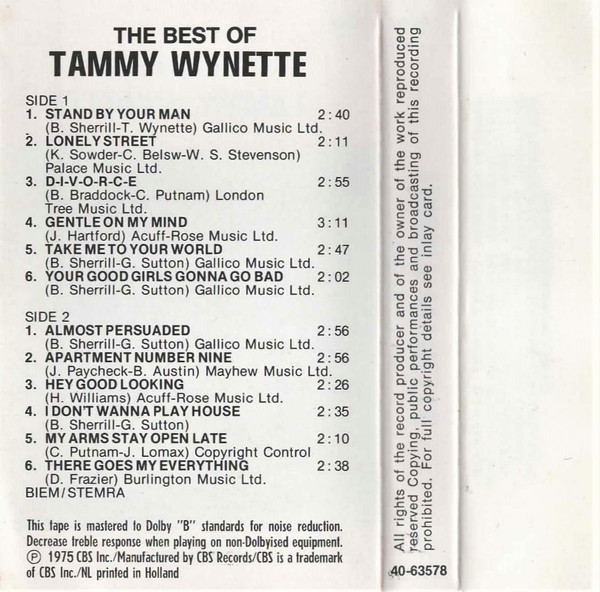 THE BEST OF
TAMMY WYNETTE
SIDE 1
1. STAND BY YOUR MAN 2:40
(B. Sherrill-T. Wynette) Gallico Music Ltd.
2. LONELY STREET 2:11
(K. Sowder-C. Belsw-W. S. Stevenson)
Palace Music Ltd.
3. D-I-V-O-R-C-E 2:55
(B. Braddock-C. Putnam) London
Tree Music Ltd.
4. GENTLE ON MY MIND 3:11
(J. Hartford) Acuff-Rose Music Ltd.
5. TAKE ME TO YOUR WORLD 2:47
(B. Sherrill-G. Sutton) Gallico Music Ltd.
6. YOUR GOOD GIRLS GONNA GO BAD 2:02
(B. Sherrill-G. Sutton) Gallico Music Ltd.
SIDE 2
1. ALMOST PERSUADED 2:56
(B. Sherrill-G. Sutton) Gallico Music Ltd.
2. APARTMENT NUMBER NINE 2:56
(J. Paycheck-B. Austin) Mayhew Music Ltd.
3. HEY GOOD LOOKING 2:26
(H. Williams) Acuff-Rose Music Ltd.
4. I DON'T WANNA PLAY HOUSE 2:35
(B. Sherrill-G. Sutton)
5. MY ARMS STAY OPEN LATE 2:10
(C. Putnam-J. Lomax) Copyright Control
6. THERE GOES MY EVERYTHING 2:38
(D. Frazier) Burlington Music Ltd.
BIEM/STEMRA
This tape is mastered to Dolby "B" standards for noise reduction.
Decrease treble response when playing on non-Dolbyised equipment.
℗ 1975 CBS Inc./Manufactured by CBS Records/CBS is a trademark
of CBS Inc./NL printed in Holland
All rights of the record producer and of the owner of the work reproduced
reserved Copying, public performances and broadcasting of this recording
prohibited. For full copyright details see inlay card.
40-63578